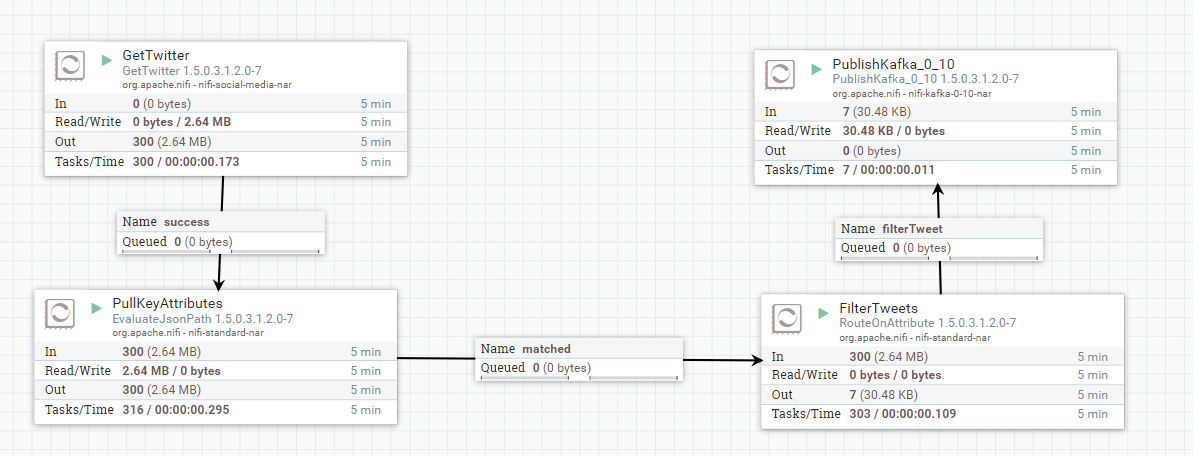 GetTwitter
GetTwitter 1.5.0.3.1.2.0-7
org.apache.nifi - nifi-social-media-nar
In 0 (0 bytes) 5 min
Read/Write 0 bytes / 2.64 MB 5 min
Out 300 (2.64 MB) 5 min
Tasks/Time 300 / 00:00:00.173 5 min
Name success
Queued 0 (0 bytes)
PullKeyAttributes
EvaluateJsonPath 1.5.0.3.1.2.0-7
org.apache.nifi - nifi-standard-nar
In 300 (2.64 MB) 5 min
Read/Write 2.64 MB / 0 bytes 5 min
Out 300 (2.64 MB) 5 min
Tasks/Time 316 / 00:00:00.295 5 min
Name matched
Queued 0 (0 bytes)
FilterTweets
RouteOnAttribute 1.5.0.3.1.2.0-7
org.apache.nifi - nifi-standard-nar
In 300 (2.64 MB) 5 min
Read/Write 0 bytes / 0 bytes 5 min
Out 7 (30.48 KB) 5 min
Tasks/Time 303 / 00:00:00.109 5 min
Name filterTweet
Queued 0 (0 bytes)
PublishKafka_0_10
PublishKafka_0_10 1.5.0.3.1.2.0-7
org.apache.nifi - nifi-kafka-0-10-nar
In 7 (30.48 KB) 5 min
Read/Write 30.48 KB / 0 bytes 5 min
Out 0 (0 bytes) 5 min
Tasks/Time 7 / 00:00:00.011 5 min